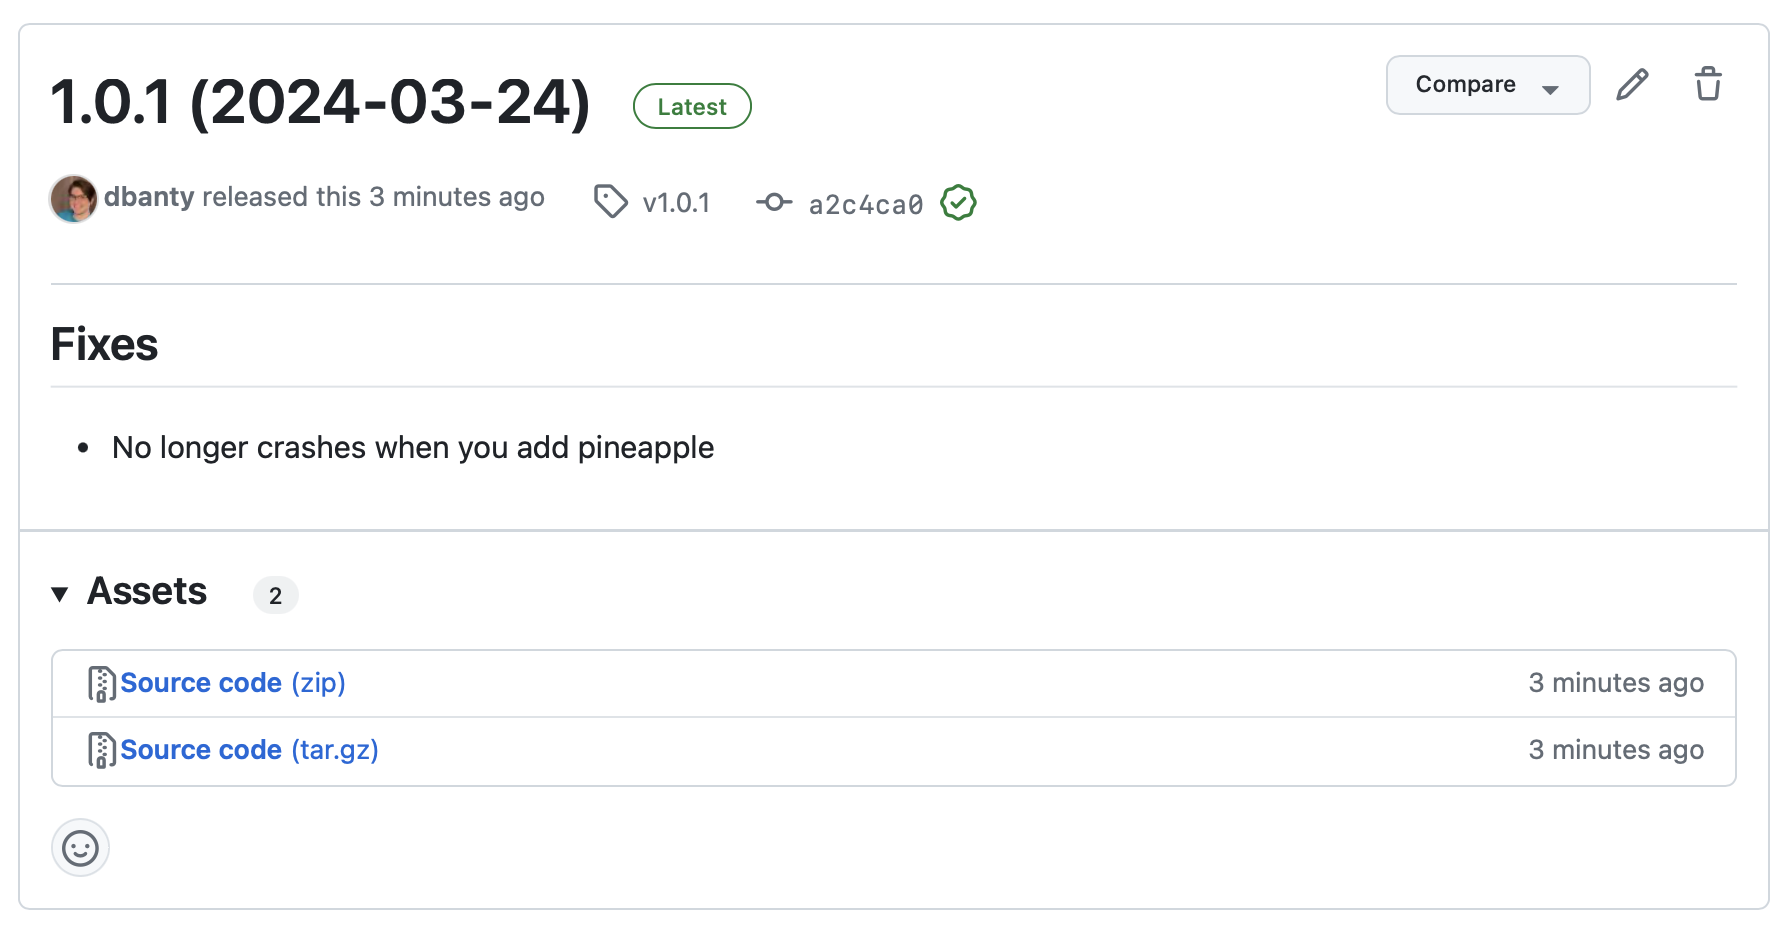 1.0.1 (2024-03-24) Latest Compare
dbanty released this 3 minutes ago v1.0.1 a2c4ca0
Fixes
• No longer crashes when you add pineapple
Assets 2
Source code (zip) 3 minutes ago
Source code (tar.gz) 3 minutes ago